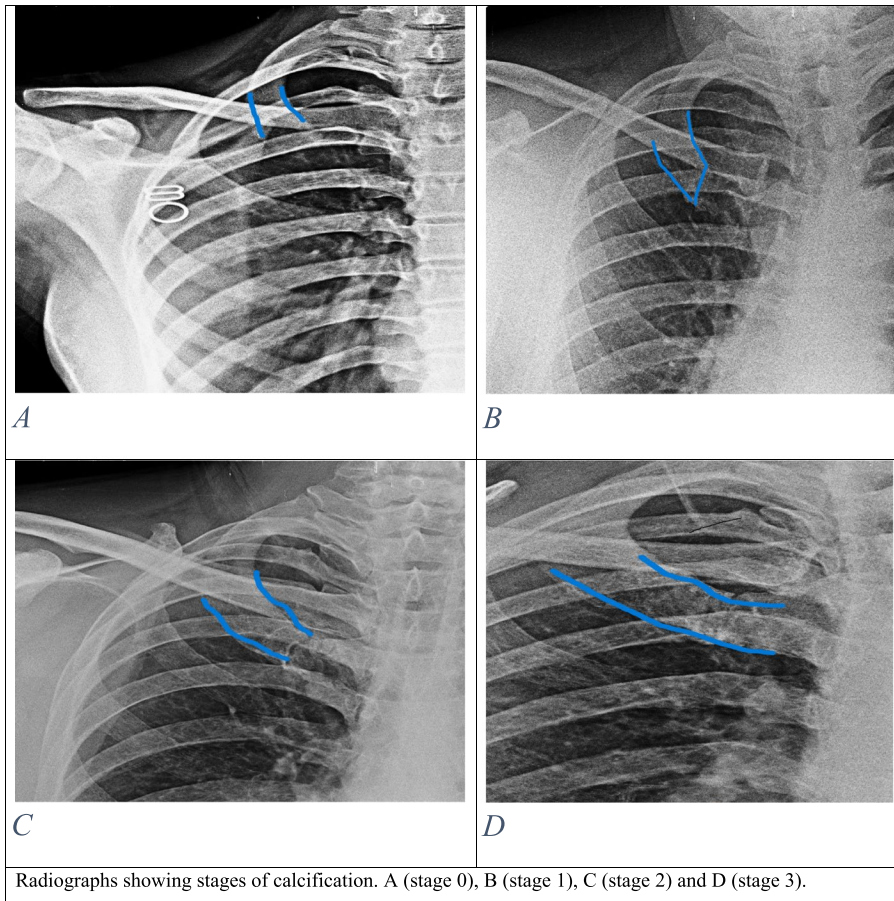 A
B
C
D
Radiographs showing stages of calcification. A (stage 0), B (stage 1), C (stage 2) and D (stage 3).